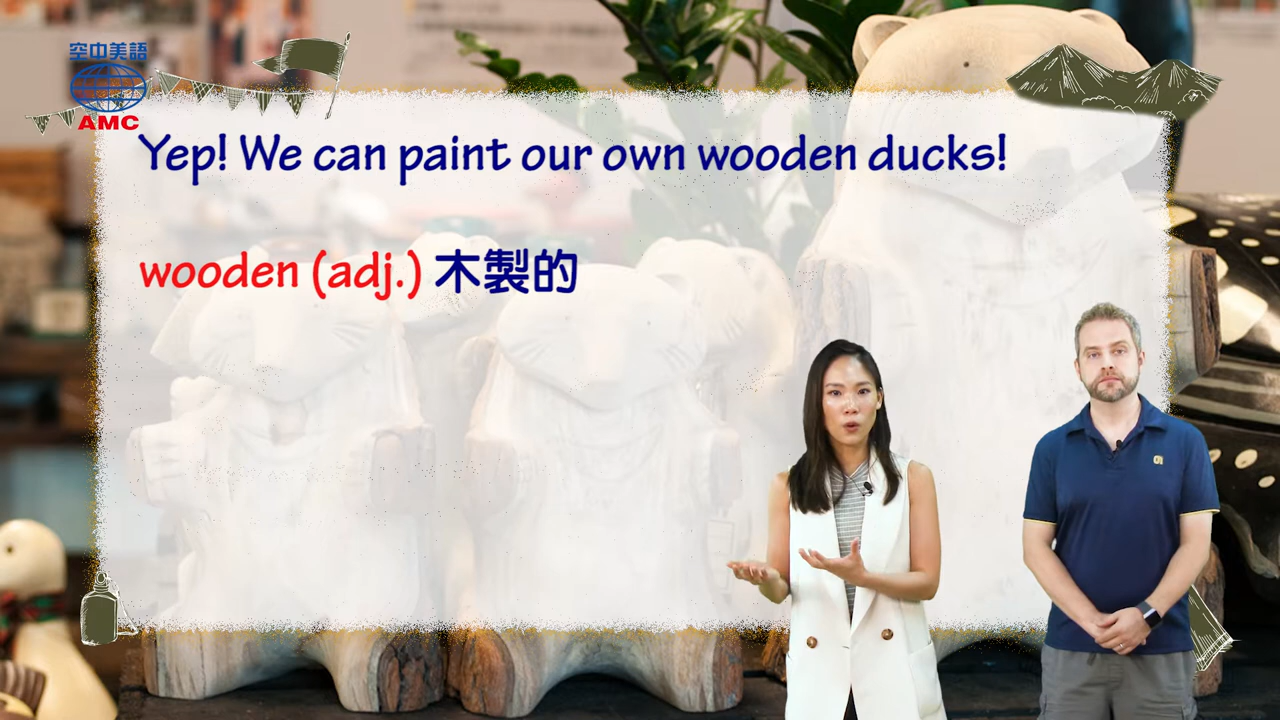 空中美語
AMC
Yep! We can paint our own wooden ducks!
wooden (adj.) 木製的